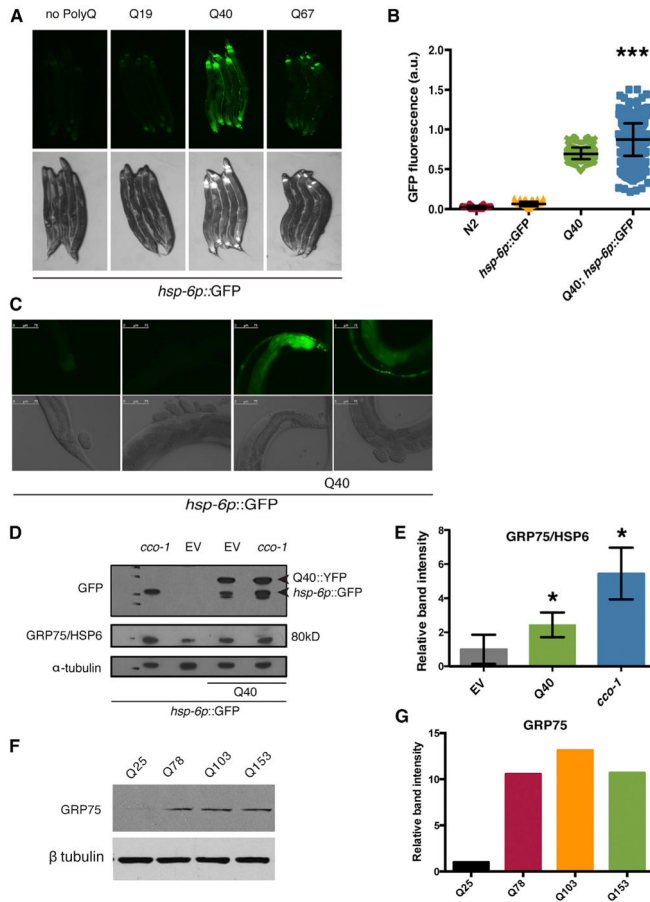 A
no PolyQ Q19 Q40 Q67
hsp-6p::GFP
B
GFP fluorescence (a.u.)
2.0
1.5
1.0
0.5
0.0
***
N2
hsp-6p::GFP
Q40
Q40; hsp-6p::GFP
C
Q40
hsp-6p::GFP
D
cco-1 EV EV cco-1
GFP
Q40::YFP
hsp-6p::GFP
GRP75/HSP6
80kD
α-tubulin
Q40
hsp-6p::GFP
E
GRP75/HSP6
Relative band intensity
8
6
4
2
0
*
*
EV
Q40
cco-1
F
Q25 Q78 Q103 Q153
GRP75
β tubulin
G
GRP75
Relative band intensity
15
10
5
0
Q25
Q78
Q103
Q153